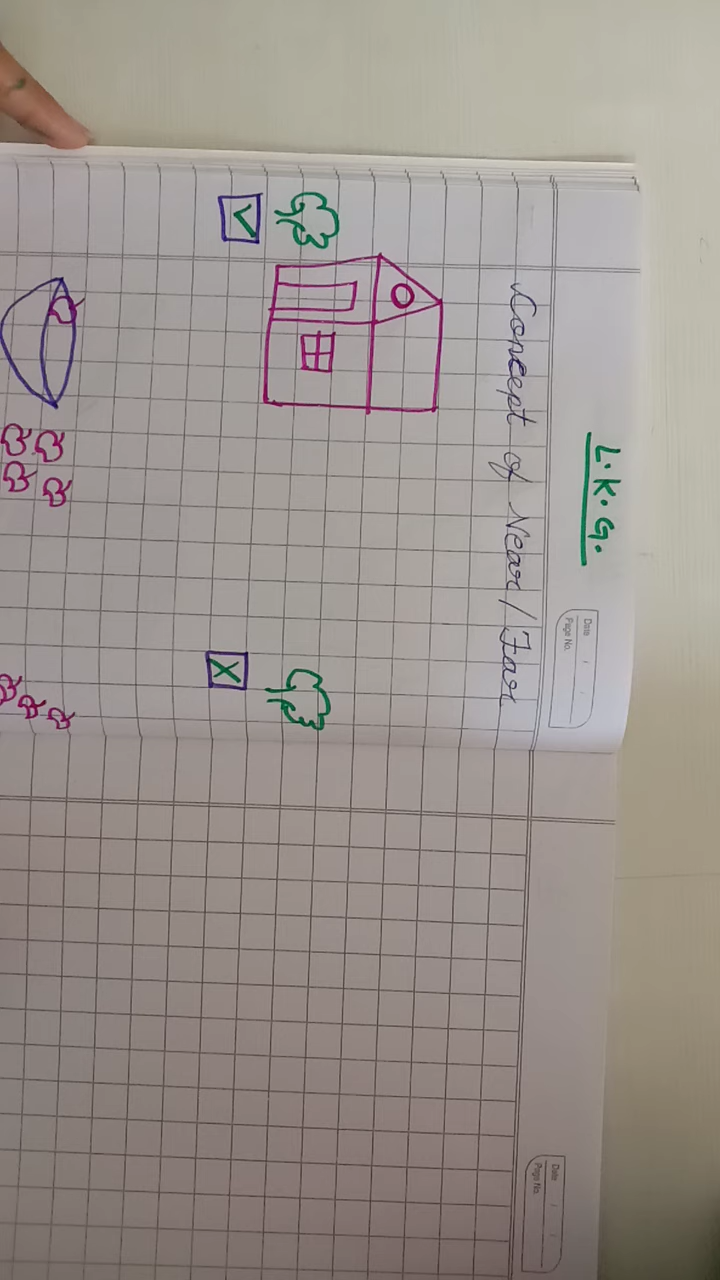 L.K.G.
Date / /
Page No.
Concept of Near/Far
Date / /
Page No.